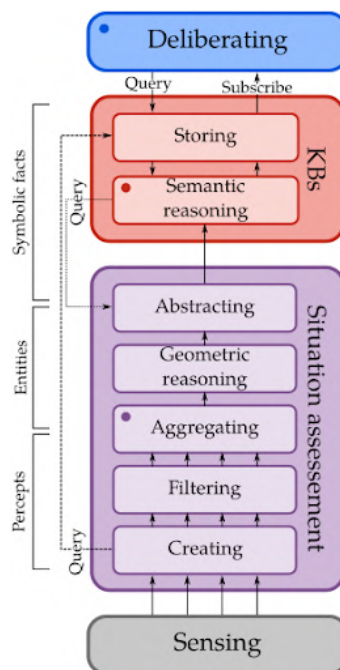 Deliberating
Query
Subscribe
Storing
Semantic
reasoning
KBs
Query
Symbolic facts
Abstracting
Geometric
reasoning
Aggregating
Filtering
Creating
Situation assessment
Entities
Percepts
Query
Sensing